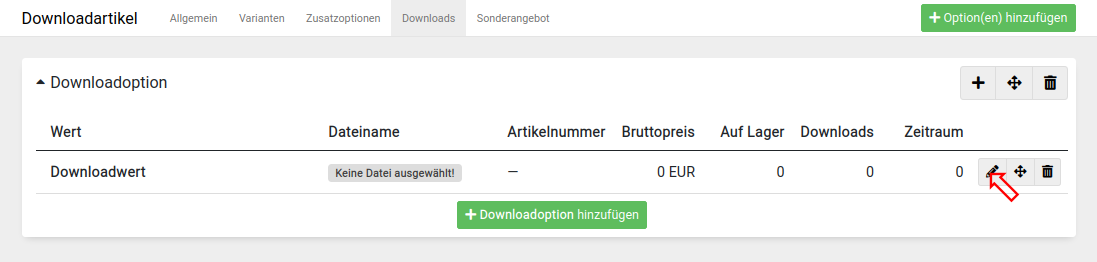 Downloadartikel Allgemein Varianten Zusatzoptionen Downloads Sonderangebot Option(en) hinzufügen
Downloadoption
Wert Dateiname Artikelnummer Bruttopreis Auf Lager Downloads Zeitraum
Downloadwert Keine Datei ausgewählt! — 0 EUR 0 0 0
Downloadoption hinzufügen